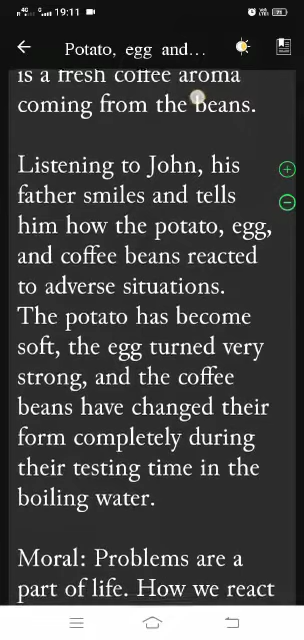 19:11
Potato, egg and...
is a fresh coffee aroma
coming from the beans.
Listening to John, his
father smiles and tells
him how the potato, egg,
and coffee beans reacted
to adverse situations.
The potato has become
soft, the egg turned very
strong, and the coffee
beans have changed their
form completely during
their testing time in the
boiling water.
Moral: Problems are a
part of life. How we react